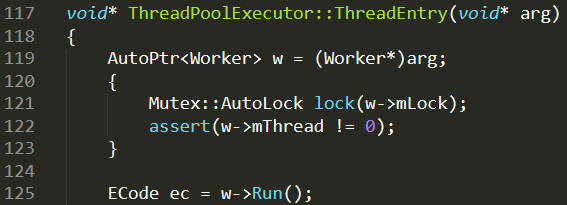 117 void* ThreadPoolExecutor::ThreadEntry(void* arg)
118 {
119     AutoPtr<Worker> w = (Worker*)arg;
120     {
121         Mutex::AutoLock lock(w->mLock);
122         assert(w->mThread != 0);
123     }
124
125     ECode ec = w->Run();